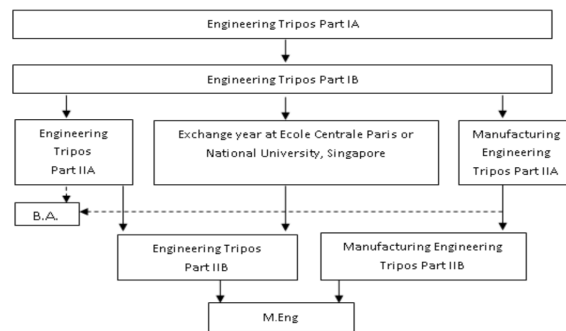 Engineering Tripos Part IA
Engineering Tripos Part IB
Engineering
Tripos
Part IIA
Exchange year at Ecole Centrale Paris or
National University, Singapore
Manufacturing
Engineering
Tripos Part IIA
B.A.
Engineering Tripos
Part IIB
Manufacturing Engineering
Tripos Part IIB
M.Eng